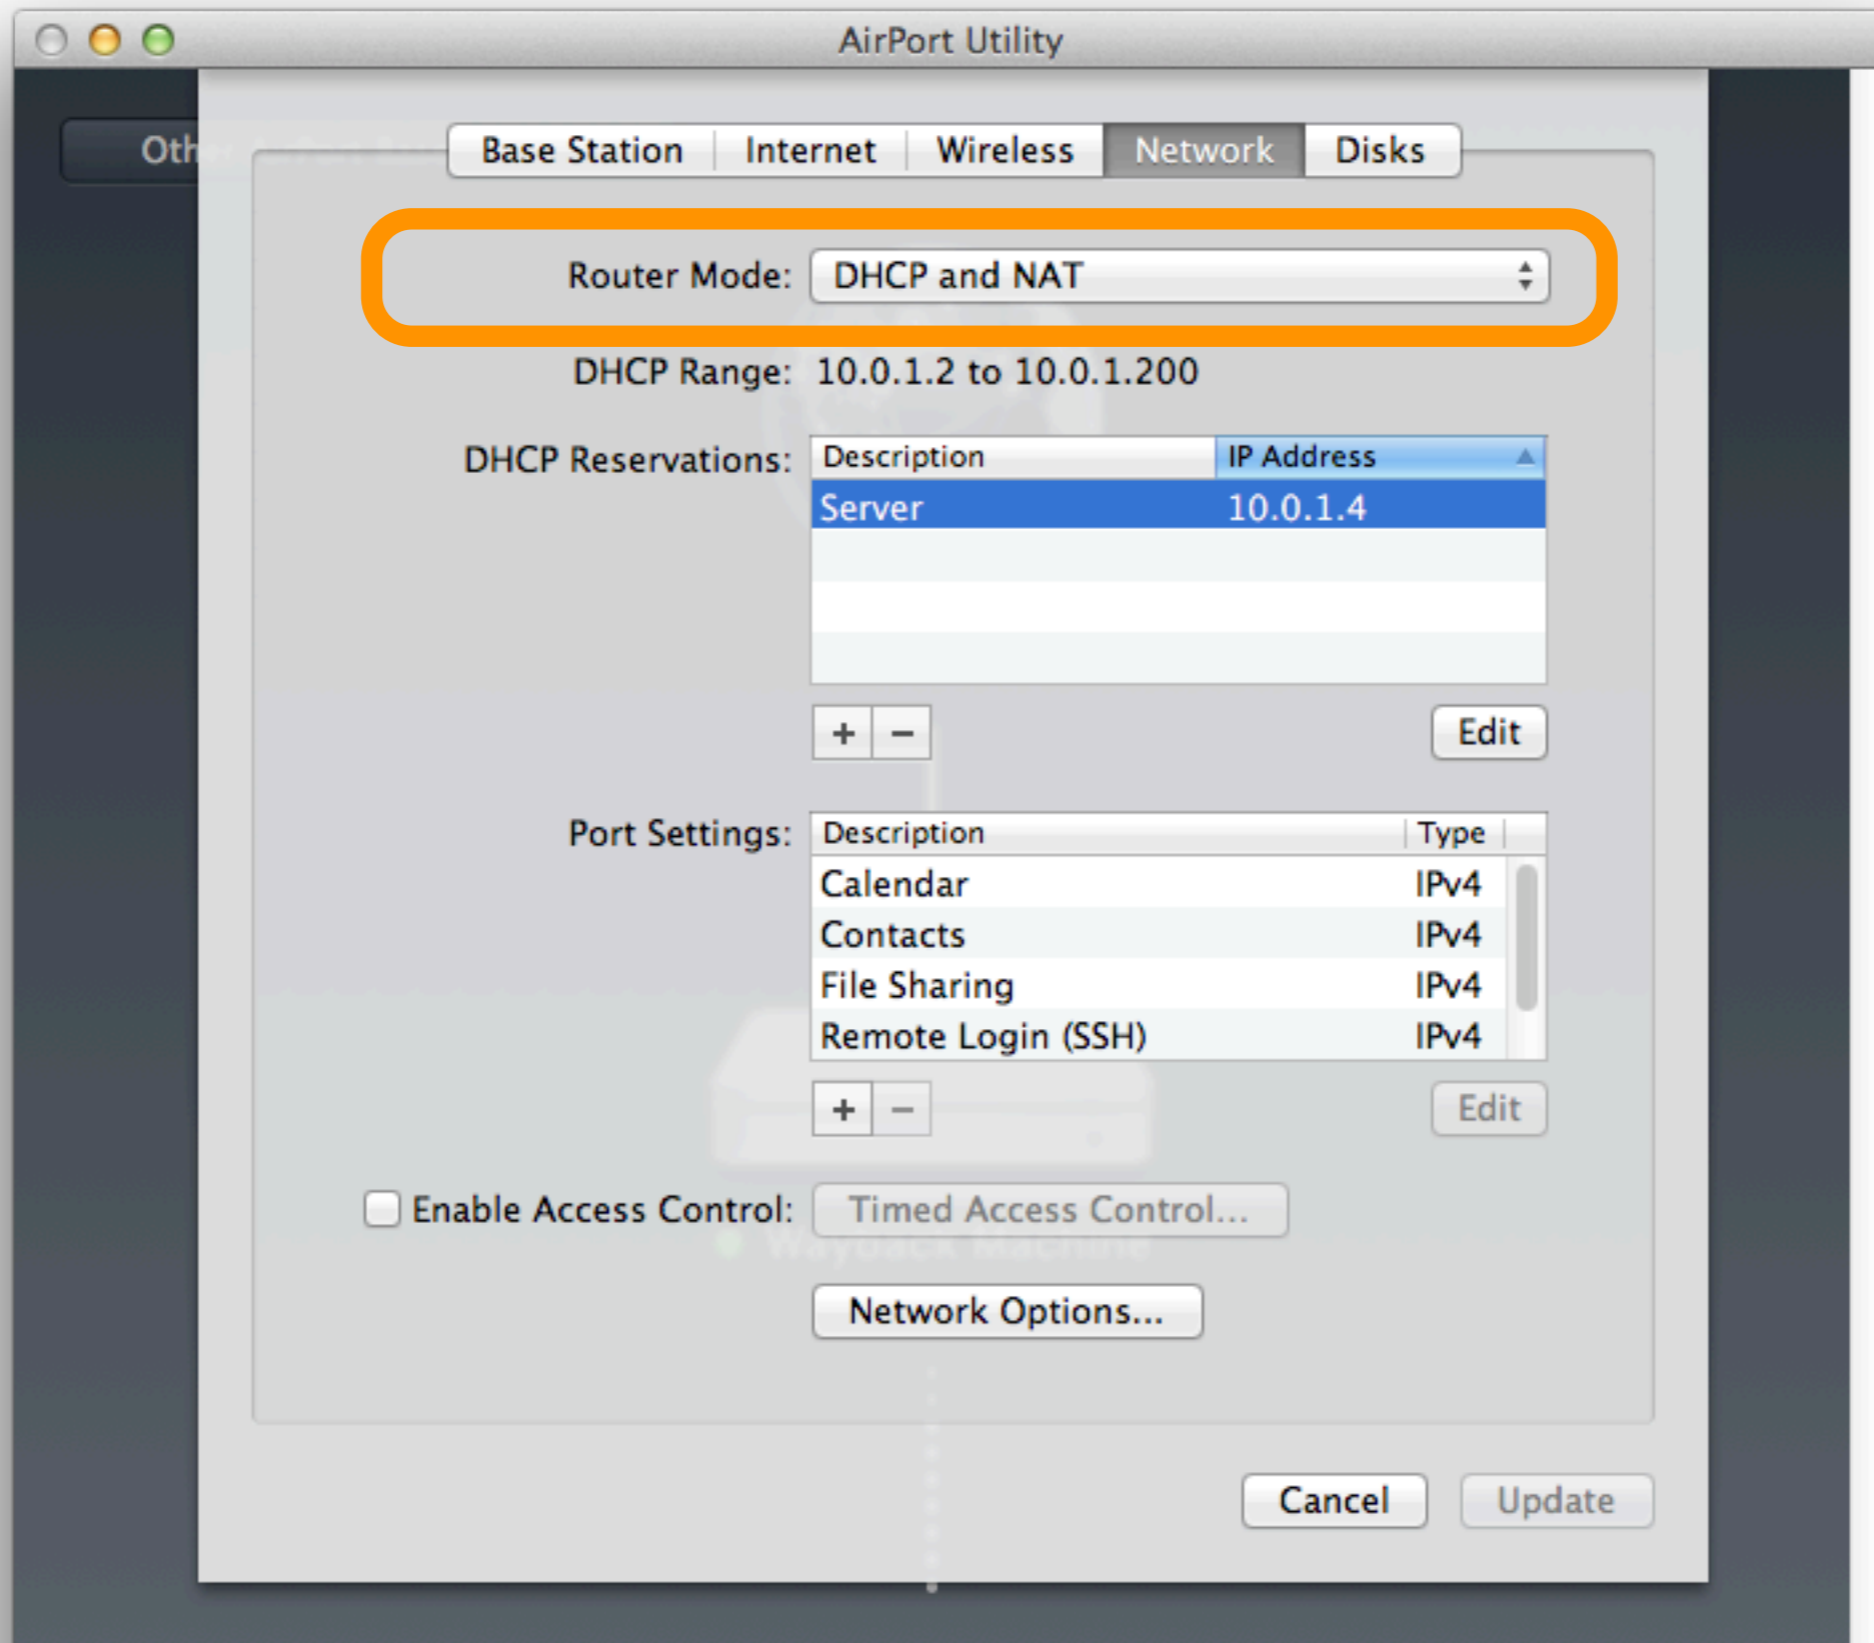 AirPort Utility
Oth
Base Station Internet Wireless Network Disks
Router Mode: DHCP and NAT
DHCP Range: 10.0.1.2 to 10.0.1.200
DHCP Reservations: Description IP Address
Server 10.0.1.4
+ − Edit
Port Settings: Description Type
Calendar IPv4
Contacts IPv4
File Sharing IPv4
Remote Login (SSH) IPv4
+ − Edit
Enable Access Control: Timed Access Control...
Wayback Machine
Network Options...
Cancel Update